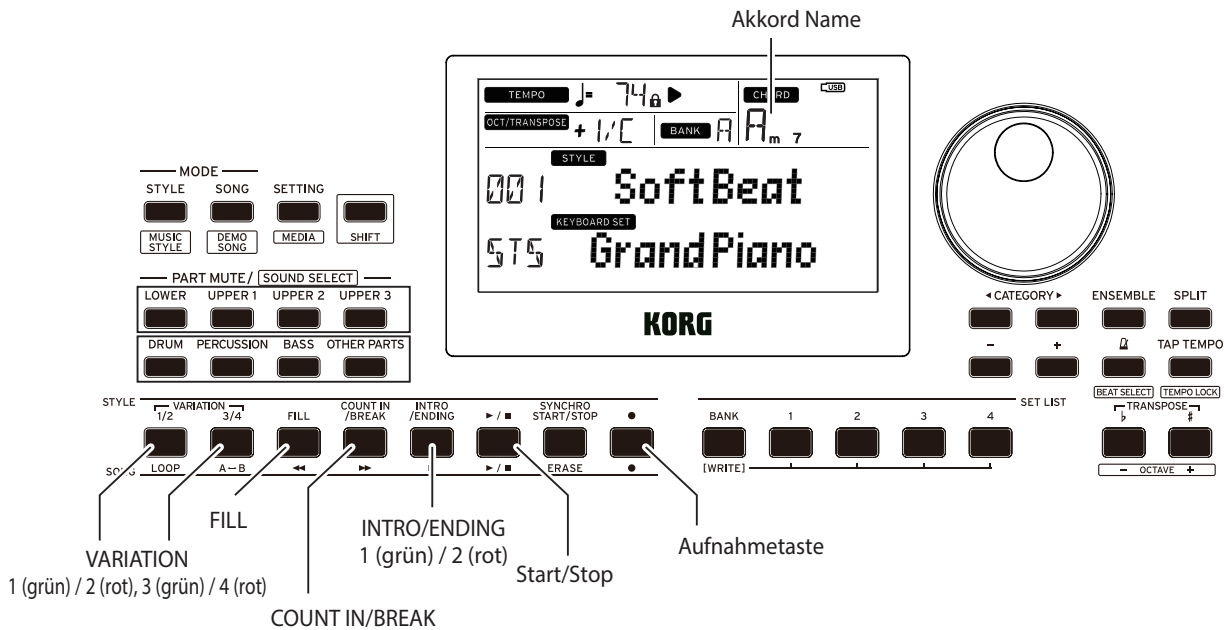 Akkord Name
TEMPO ♩= 74 ▶ CHORD USB
OCT/TRANSPOSE +1/C BANK A Am 7
STYLE
001 SoftBeat
KEYBOARD SET
STS GrandPiano
KORG
MODE
STYLE SONG SETTING
MUSIC STYLE DEMO SONG MEDIA SHIFT
PART MUTE/ SOUND SELECT
LOWER UPPER 1 UPPER 2 UPPER 3
DRUM PERCUSSION BASS OTHER PARTS
◂ CATEGORY ▸ ENSEMBLE SPLIT
− + TAP TEMPO
BEAT SELECT TEMPO LOCK
STYLE VARIATION
1/2 3/4 FILL COUNT IN /BREAK INTRO /ENDING ►/■ SYNCHRO START/STOP ●
SONG LOOP A–B ◂◂ ▸▸ ►/■ ERASE ●
SET LIST
BANK 1 2 3 4
[WRITE]
TRANSPOSE
♭ ♯
− OCTAVE +
FILL
VARIATION
1 (grün) / 2 (rot), 3 (grün) / 4 (rot)
COUNT IN/BREAK
INTRO/ENDING
1 (grün) / 2 (rot)
Start/Stop
Aufnahmetaste